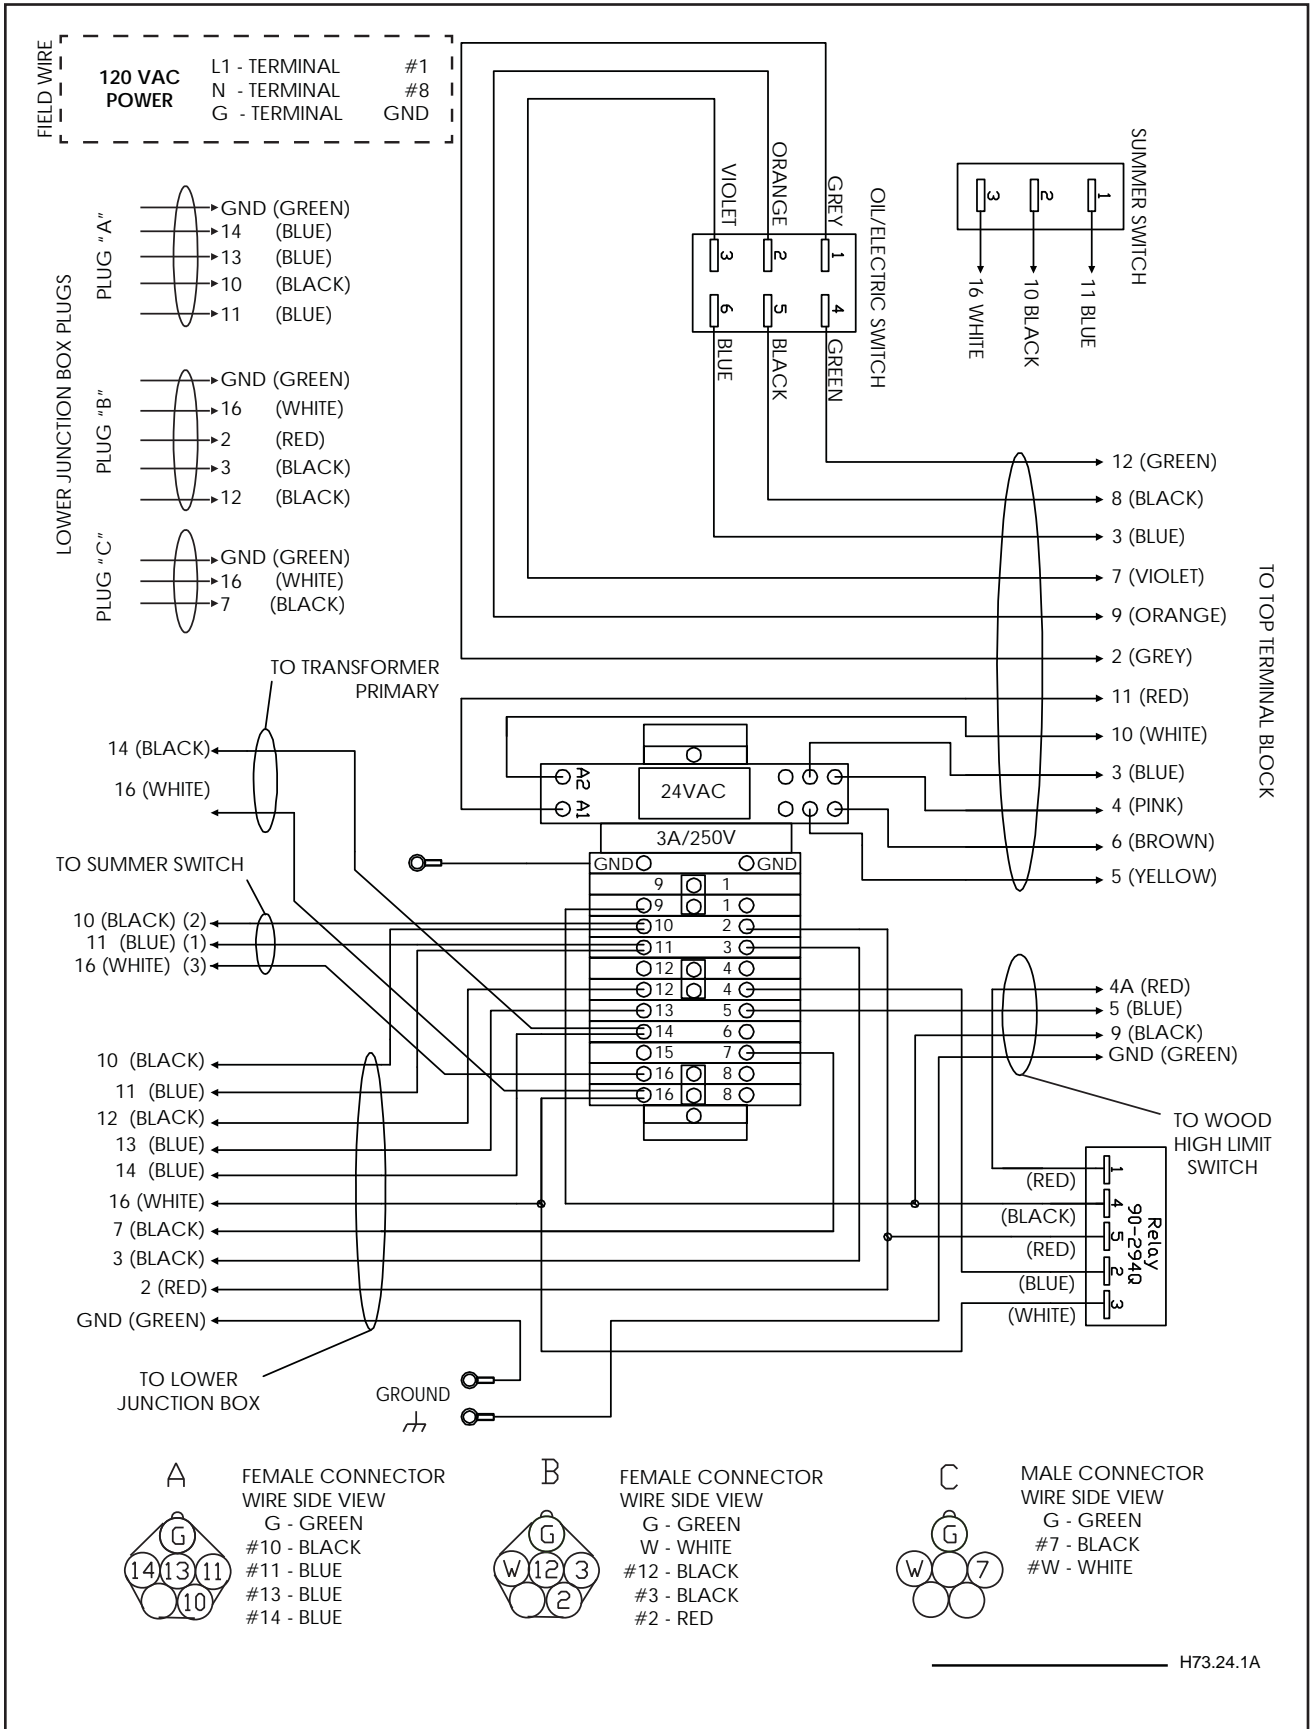 FIELD WIRE
120 VAC
POWER
L1 - TERMINAL #1
N - TERMINAL #8
G - TERMINAL GND
LOWER JUNCTION BOX PLUGS
PLUG "A"
GND (GREEN)
14 (BLUE)
13 (BLUE)
10 (BLACK)
11 (BLUE)
PLUG "B"
GND (GREEN)
16 (WHITE)
2 (RED)
3 (BLACK)
12 (BLACK)
PLUG "C"
GND (GREEN)
16 (WHITE)
7 (BLACK)
VIOLET
ORANGE
GREY
3
2
1
6
5
4
BLUE
BLACK
GREEN
OIL/ELECTRIC SWITCH
SUMMER SWITCH
3
2
1
16 WHITE
10 BLACK
11 BLUE
12 (GREEN)
8 (BLACK)
3 (BLUE)
7 (VIOLET)
9 (ORANGE)
2 (GREY)
11 (RED)
10 (WHITE)
3 (BLUE)
4 (PINK)
6 (BROWN)
5 (YELLOW)
TO TOP TERMINAL BLOCK
TO TRANSFORMER
PRIMARY
14 (BLACK)
16 (WHITE)
TO SUMMER SWITCH
10 (BLACK) (2)
11 (BLUE) (1)
16 (WHITE) (3)
A2
A1
24VAC
3A/250V
GND GND
9 1
9 1
10 2
11 3
12 4
12 4
13 5
14 6
15 7
16 8
16 8
4A (RED)
5 (BLUE)
9 (BLACK)
GND (GREEN)
TO WOOD
HIGH LIMIT
SWITCH
10 (BLACK)
11 (BLUE)
12 (BLACK)
13 (BLUE)
14 (BLUE)
16 (WHITE)
7 (BLACK)
3 (BLACK)
2 (RED)
GND (GREEN)
TO LOWER
JUNCTION BOX
(RED)
(BLACK)
(RED)
(BLUE)
(WHITE)
1
4
5
2
3
Relay
90-294Q
GROUND
A
G
14 13 11
10
FEMALE CONNECTOR
WIRE SIDE VIEW
G - GREEN
#10 - BLACK
#11 - BLUE
#13 - BLUE
#14 - BLUE
B
G
W 12 3
2
FEMALE CONNECTOR
WIRE SIDE VIEW
G - GREEN
W - WHITE
#12 - BLACK
#3 - BLACK
#2 - RED
C
G
W 7
MALE CONNECTOR
WIRE SIDE VIEW
G - GREEN
#7 - BLACK
#W - WHITE
H73.24.1A